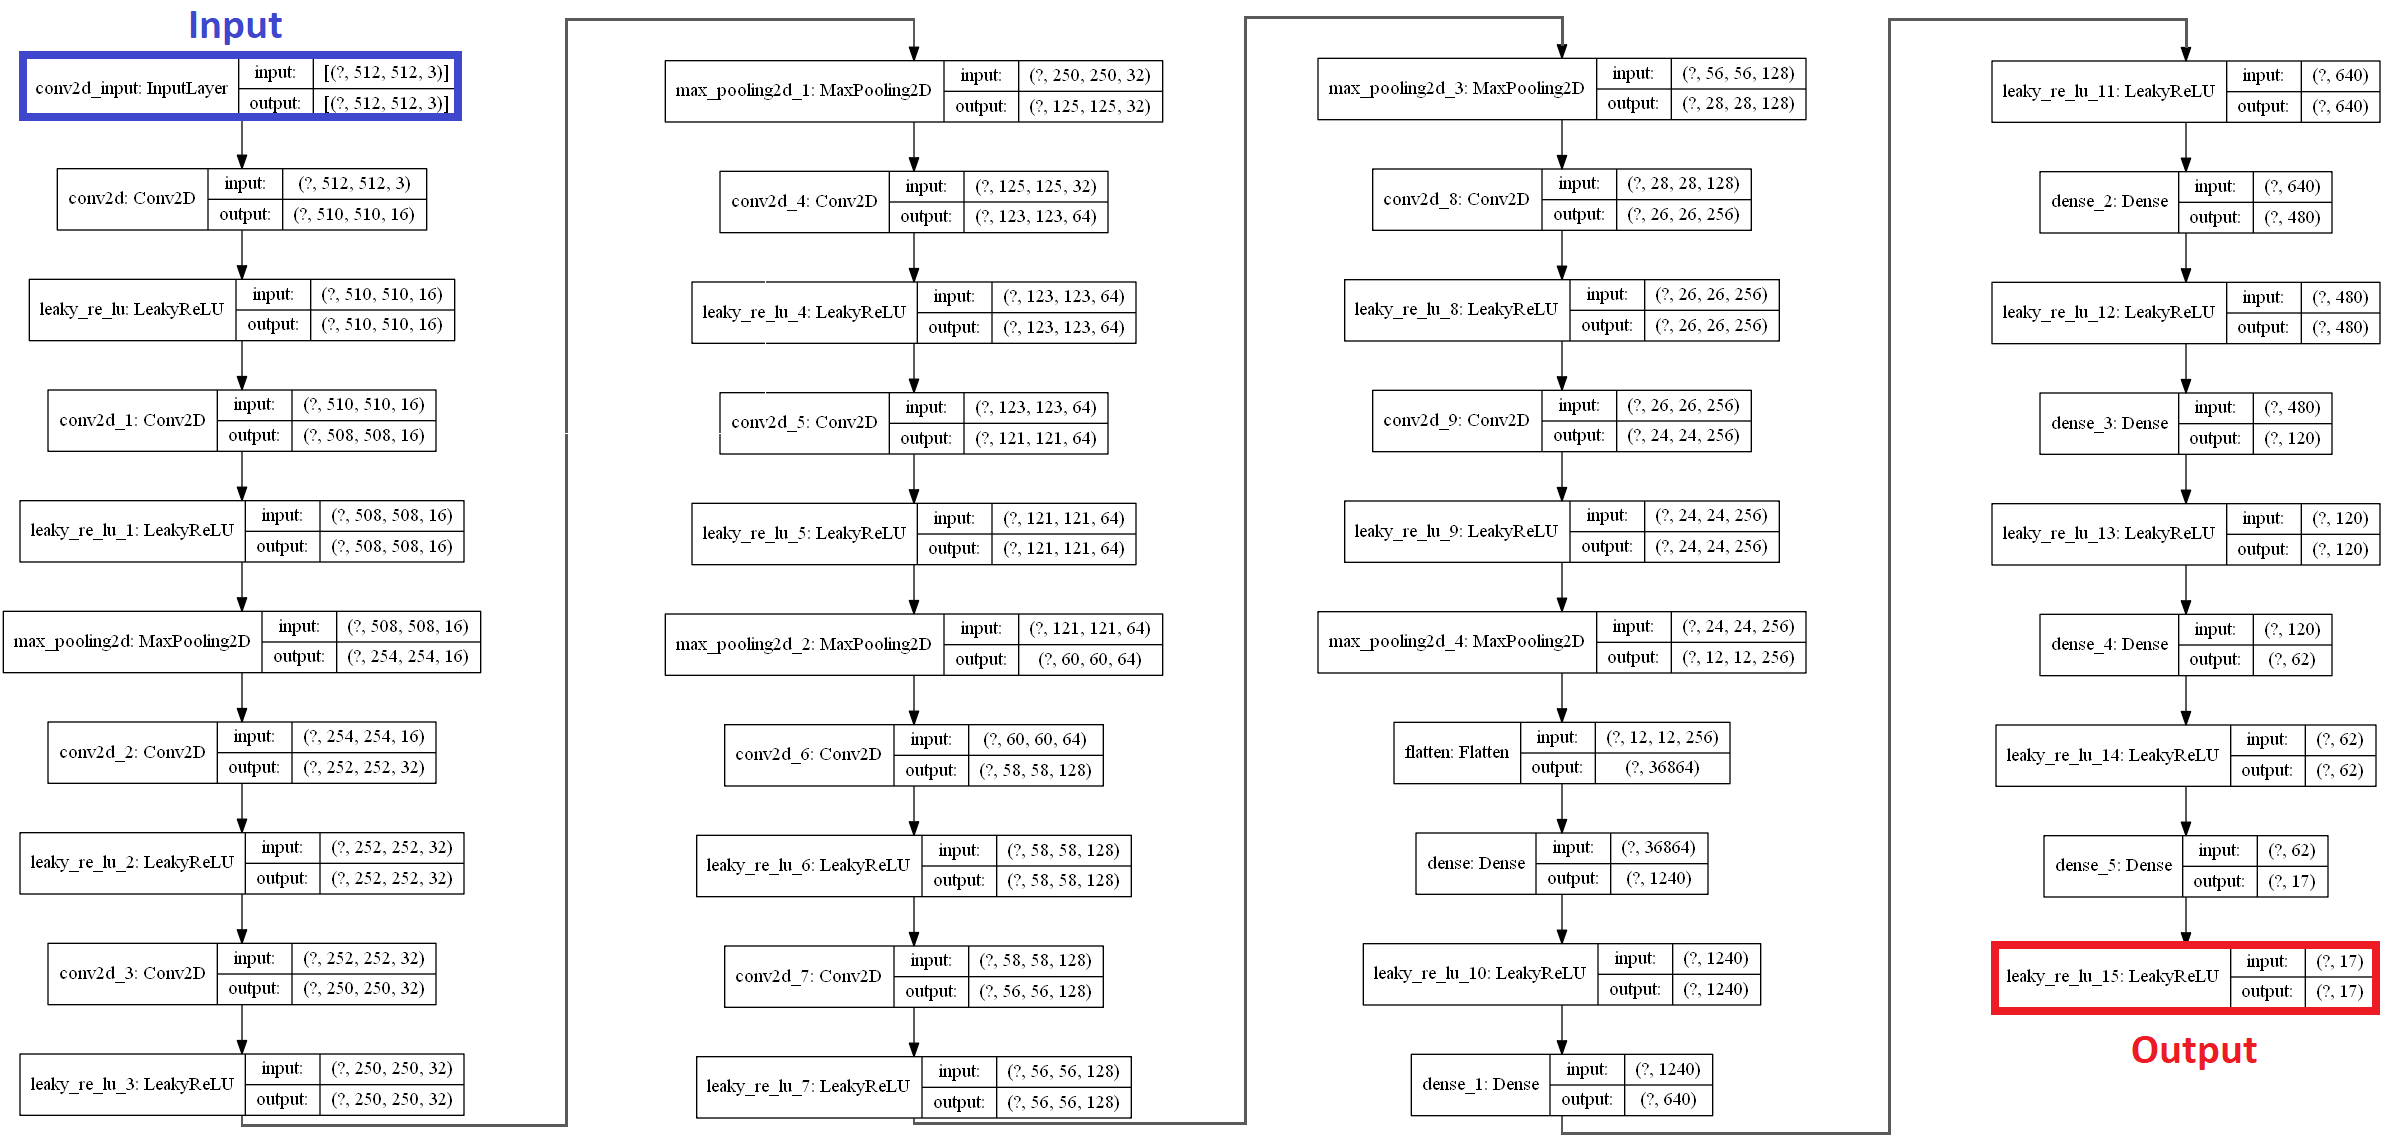 Input
conv2d_input: InputLayer
input: [(?, 512, 512, 3)]
output: [(?, 512, 512, 3)]
conv2d: Conv2D
input: (?, 512, 512, 3)
output: (?, 510, 510, 16)
leaky_re_lu: LeakyReLU
input: (?, 510, 510, 16)
output: (?, 510, 510, 16)
conv2d_1: Conv2D
input: (?, 510, 510, 16)
output: (?, 508, 508, 16)
leaky_re_lu_1: LeakyReLU
input: (?, 508, 508, 16)
output: (?, 508, 508, 16)
max_pooling2d: MaxPooling2D
input: (?, 508, 508, 16)
output: (?, 254, 254, 16)
conv2d_2: Conv2D
input: (?, 254, 254, 16)
output: (?, 252, 252, 32)
leaky_re_lu_2: LeakyReLU
input: (?, 252, 252, 32)
output: (?, 252, 252, 32)
conv2d_3: Conv2D
input: (?, 252, 252, 32)
output: (?, 250, 250, 32)
leaky_re_lu_3: LeakyReLU
input: (?, 250, 250, 32)
output: (?, 250, 250, 32)
max_pooling2d_1: MaxPooling2D
input: (?, 250, 250, 32)
output: (?, 125, 125, 32)
conv2d_4: Conv2D
input: (?, 125, 125, 32)
output: (?, 123, 123, 64)
leaky_re_lu_4: LeakyReLU
input: (?, 123, 123, 64)
output: (?, 123, 123, 64)
conv2d_5: Conv2D
input: (?, 123, 123, 64)
output: (?, 121, 121, 64)
leaky_re_lu_5: LeakyReLU
input: (?, 121, 121, 64)
output: (?, 121, 121, 64)
max_pooling2d_2: MaxPooling2D
input: (?, 121, 121, 64)
output: (?, 60, 60, 64)
conv2d_6: Conv2D
input: (?, 60, 60, 64)
output: (?, 58, 58, 128)
leaky_re_lu_6: LeakyReLU
input: (?, 58, 58, 128)
output: (?, 58, 58, 128)
conv2d_7: Conv2D
input: (?, 58, 58, 128)
output: (?, 56, 56, 128)
leaky_re_lu_7: LeakyReLU
input: (?, 56, 56, 128)
output: (?, 56, 56, 128)
max_pooling2d_3: MaxPooling2D
input: (?, 56, 56, 128)
output: (?, 28, 28, 128)
conv2d_8: Conv2D
input: (?, 28, 28, 128)
output: (?, 26, 26, 256)
leaky_re_lu_8: LeakyReLU
input: (?, 26, 26, 256)
output: (?, 26, 26, 256)
conv2d_9: Conv2D
input: (?, 26, 26, 256)
output: (?, 24, 24, 256)
leaky_re_lu_9: LeakyReLU
input: (?, 24, 24, 256)
output: (?, 24, 24, 256)
max_pooling2d_4: MaxPooling2D
input: (?, 24, 24, 256)
output: (?, 12, 12, 256)
flatten: Flatten
input: (?, 12, 12, 256)
output: (?, 36864)
dense: Dense
input: (?, 36864)
output: (?, 1240)
leaky_re_lu_10: LeakyReLU
input: (?, 1240)
output: (?, 1240)
dense_1: Dense
input: (?, 1240)
output: (?, 640)
leaky_re_lu_11: LeakyReLU
input: (?, 640)
output: (?, 640)
dense_2: Dense
input: (?, 640)
output: (?, 480)
leaky_re_lu_12: LeakyReLU
input: (?, 480)
output: (?, 480)
dense_3: Dense
input: (?, 480)
output: (?, 120)
leaky_re_lu_13: LeakyReLU
input: (?, 120)
output: (?, 120)
dense_4: Dense
input: (?, 120)
output: (?, 62)
leaky_re_lu_14: LeakyReLU
input: (?, 62)
output: (?, 62)
dense_5: Dense
input: (?, 62)
output: (?, 17)
leaky_re_lu_15: LeakyReLU
input: (?, 17)
output: (?, 17)
Output